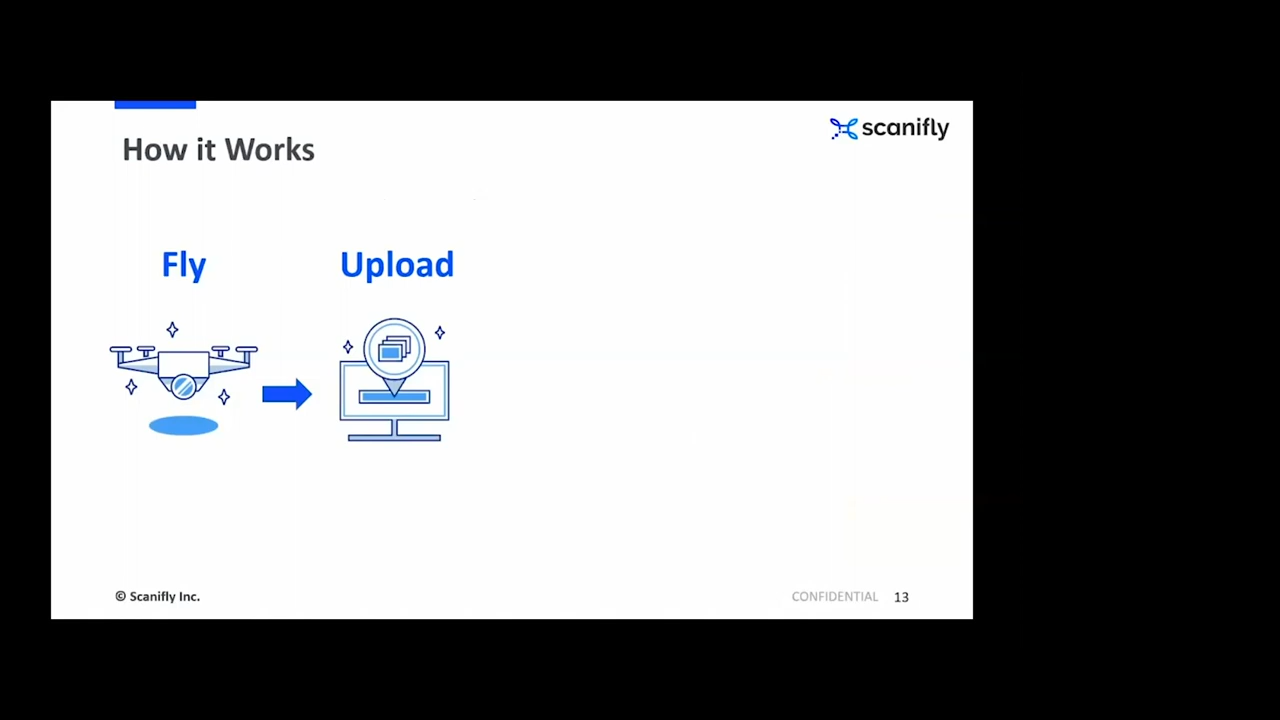 scanifly
How it Works
Fly
Upload
© Scanifly Inc.
CONFIDENTIAL 13